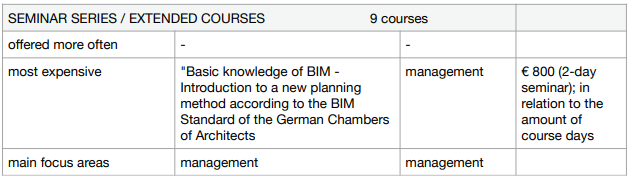 SEMINAR SERIES / EXTENDED COURSES 9 courses
offered more often - -
most expensive "Basic knowledge of BIM - management € 800 (2-day
Introduction to a new planning seminar); in
method according to the BIM relation to the
Standard of the German Chambers amount of
of Architects course days
main focus areas management management